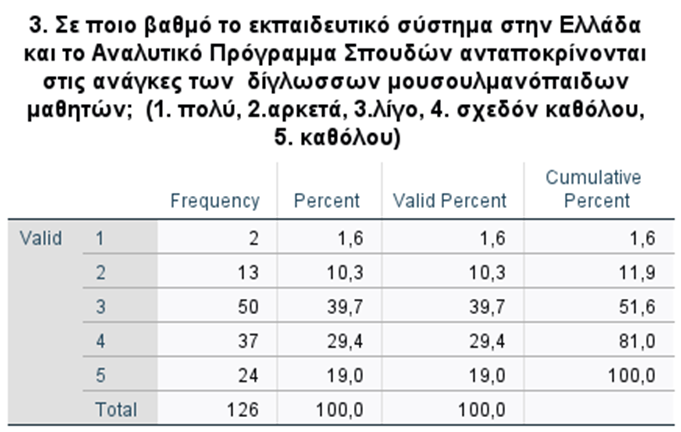 3. Σε ποιο βαθμό το εκπαιδευτικό σύστημα στην Ελλάδα
και το Αναλυτικό Πρόγραμμα Σπουδών ανταποκρίνονται
στις ανάγκες των δίγλωσσων μουσουλμανόπαιδων
μαθητών; (1. πολύ, 2.αρκετά, 3.λίγο, 4. σχεδόν καθόλου,
5. καθόλου)
Frequency Percent Valid Percent Cumulative Percent
Valid 1 2 1,6 1,6 1,6
2 13 10,3 10,3 11,9
3 50 39,7 39,7 51,6
4 37 29,4 29,4 81,0
5 24 19,0 19,0 100,0
Total 126 100,0 100,0